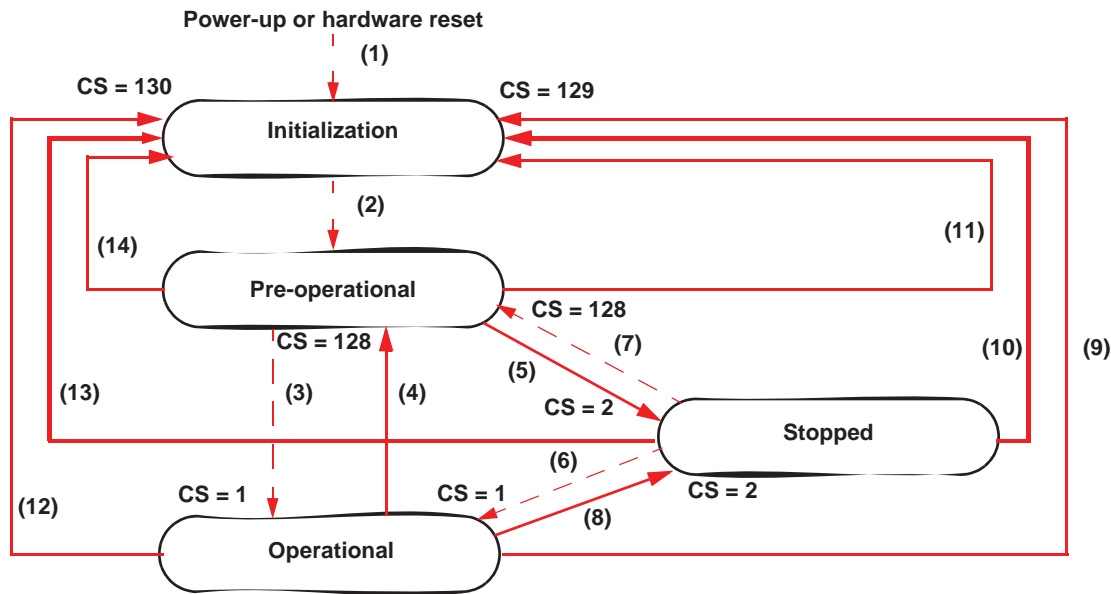 Power-up or hardware reset
(1)
CS = 130
CS = 129
Initialization
(2)
(14)
(11)
Pre-operational
CS = 128
CS = 128
(7)
(10)
(9)
(5)
(13)
(3)
(4)
CS = 2
Stopped
(6)
CS = 1
CS = 1
CS = 2
(12)
(8)
Operational